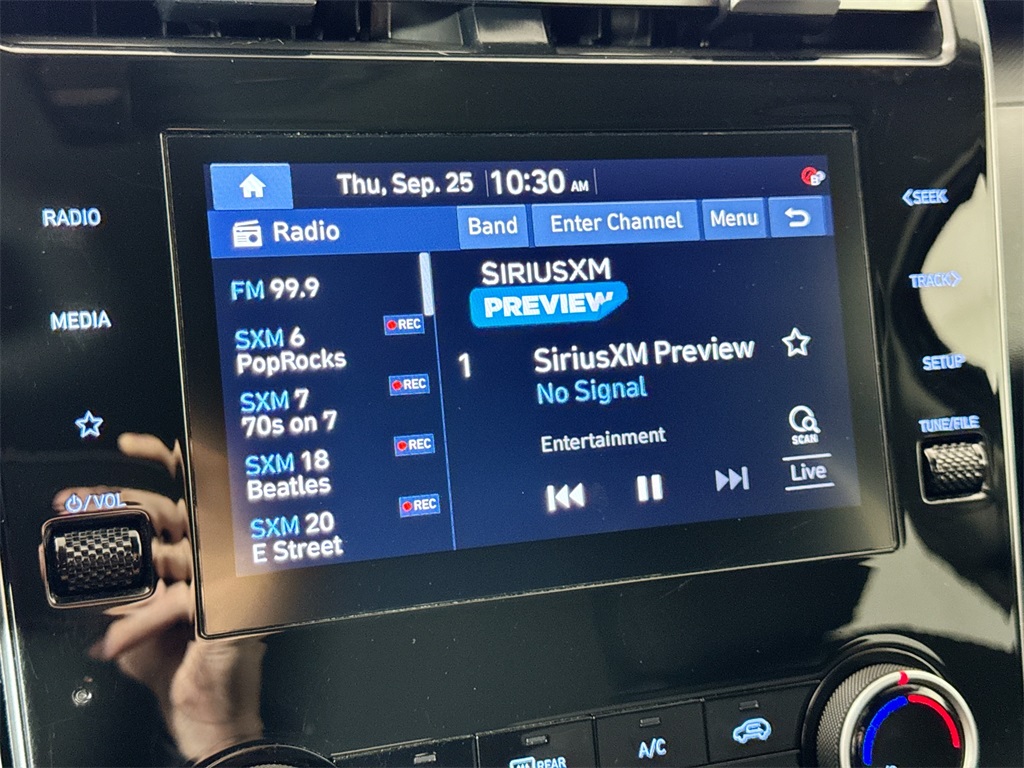 Thu, Sep. 25 10:30 AM
B
Radio Band Enter Channel Menu
FM 99.9
SXM 6 REC
PopRocks
SXM 7 REC
70s on 7
SXM 18 REC
Beatles
SXM 20 REC
E Street
SIRIUSXM
PREVIEW
1 SiriusXM Preview
No Signal
Entertainment
SCAN
Live
RADIO
MEDIA
/VOL
<SEEK
TRACK>
SETUP
TUNE/FILE
REAR
A/C